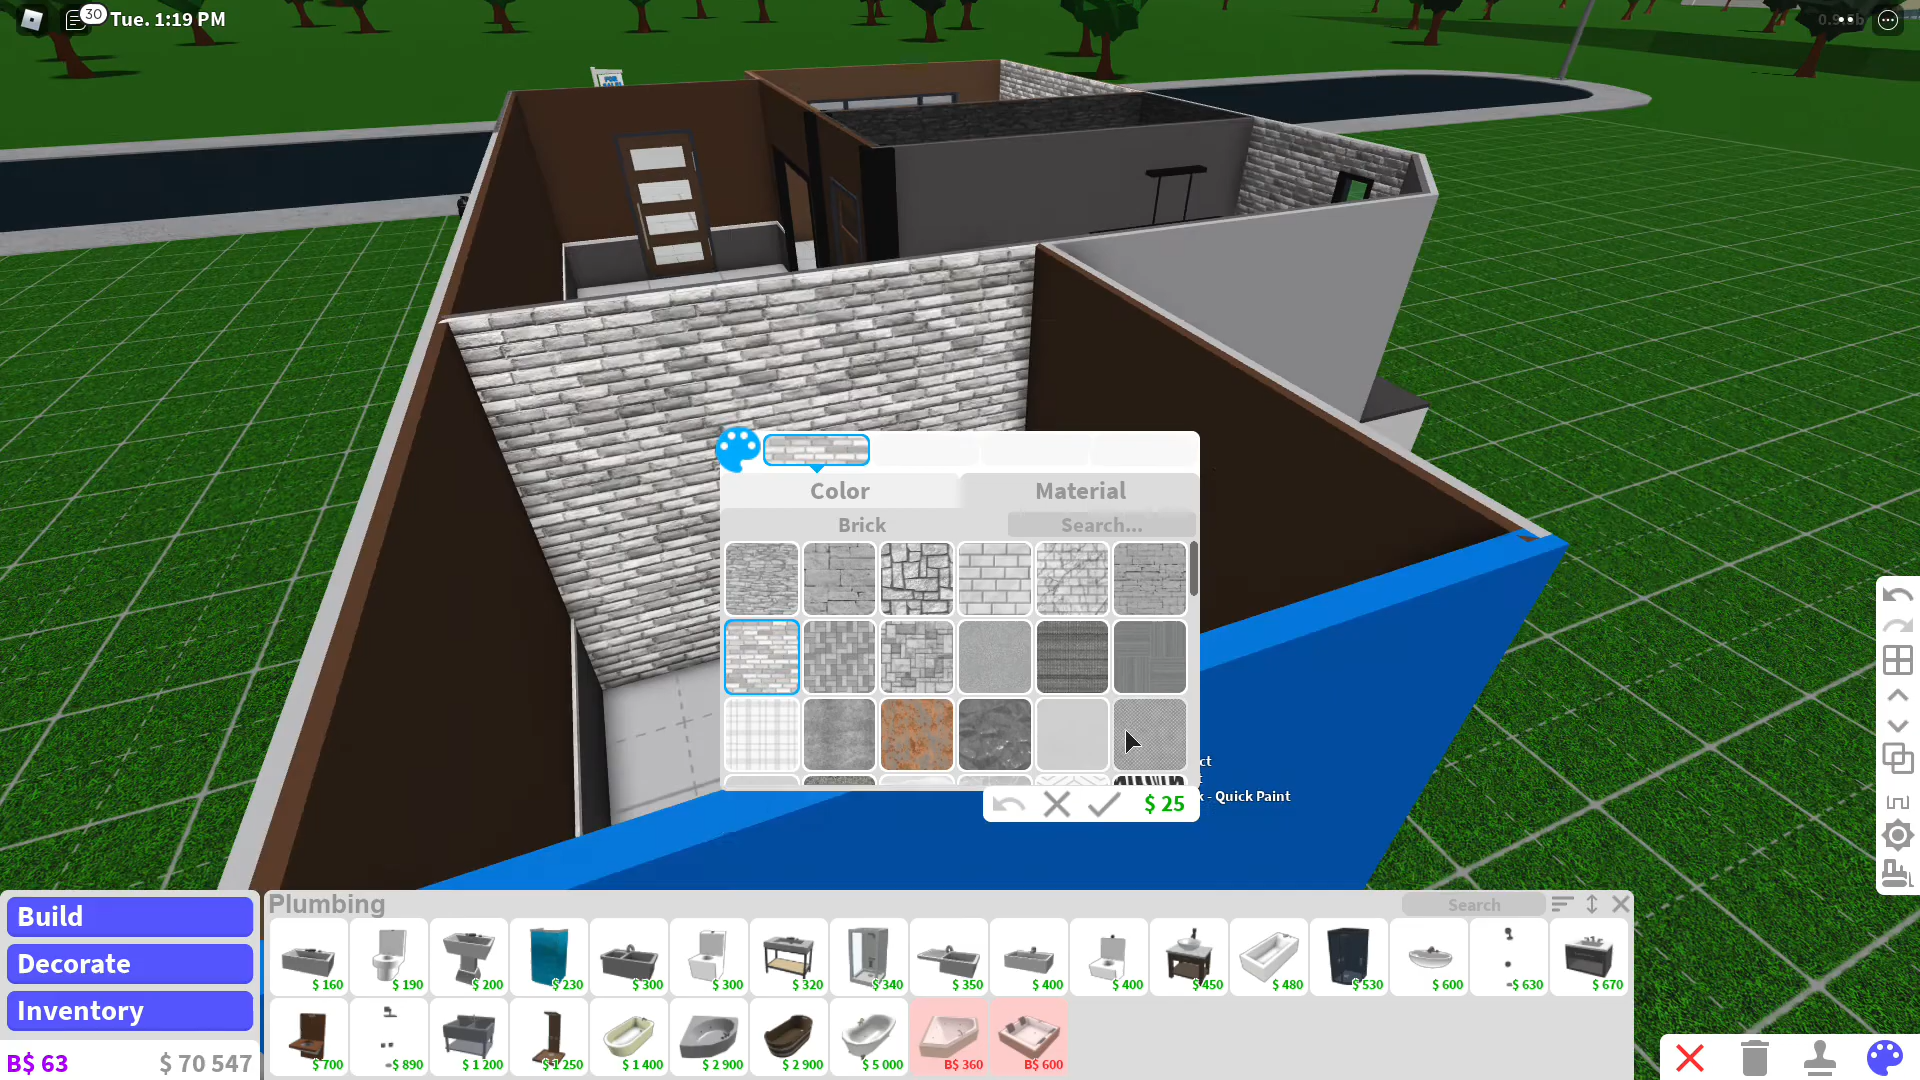 30
Tue. 1:19 PM
Color
Material
Brick
Search...
ct
- Quick Paint
$ 25
Build
Decorate
Inventory
B$ 63
$ 70 547
Plumbing
Search
$ 160
$ 190
$ 200
$ 230
$ 300
$ 300
$ 320
$ 340
$ 350
$ 400
$ 400
$ 450
$ 480
$ 530
$ 600
$ 630
$ 670
$ 700
$ 890
$ 1 200
$ 1 250
$ 1 400
$ 2 900
$ 2 900
$ 5 000
B$ 360
B$ 600